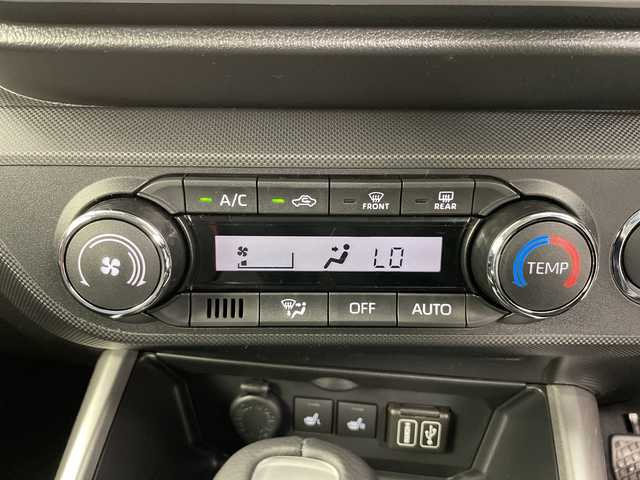 A/C FRONT REAR
LO
TEMP
OFF AUTO